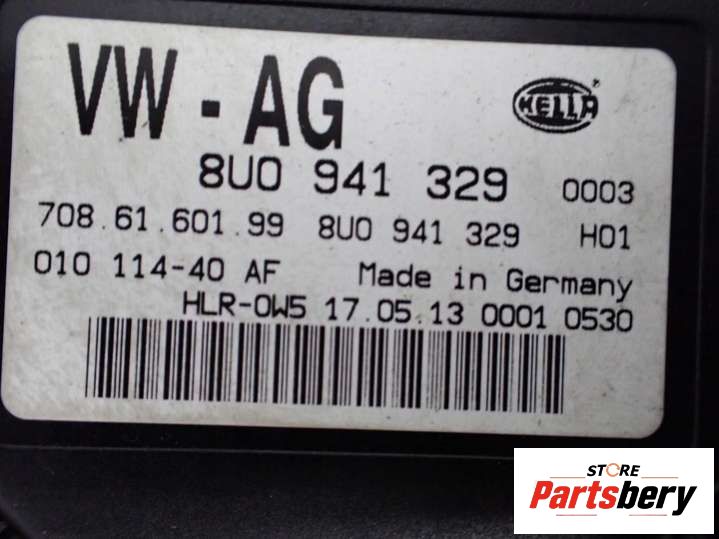 VW - AG
HELLA
8U0 941 329 0003
708.61.601.99 8U0 941 329 H01
010 114-40 AF Made in Germany
HLR-OW5 17.05.13 0001 0530
STORE
Partsbery